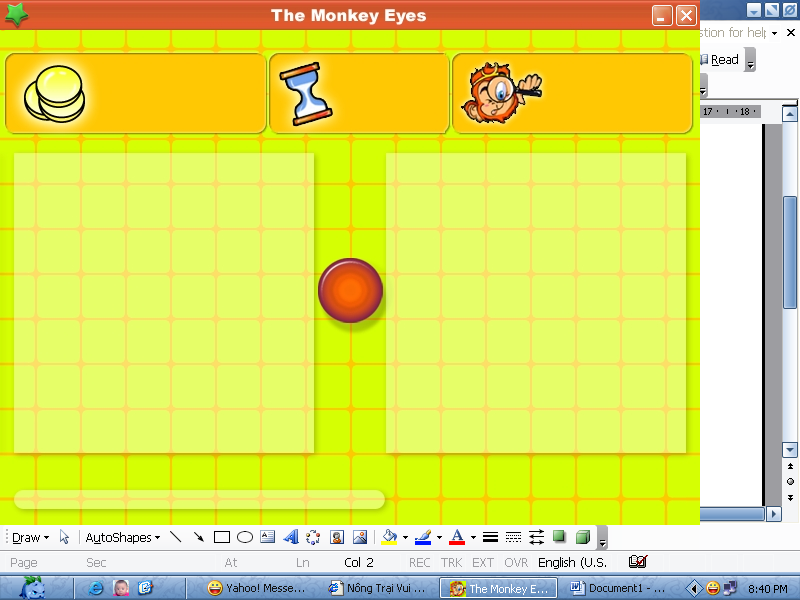 The Monkey Eyes
stion for help
Read
17 18
Draw AutoShapes
Page Sec At Ln Col 2 REC TRK EXT OVR English (U.S.
Yahoo! Messe... Nông Trại Vui ... The Monkey E... Document1 - ... 8:40 PM